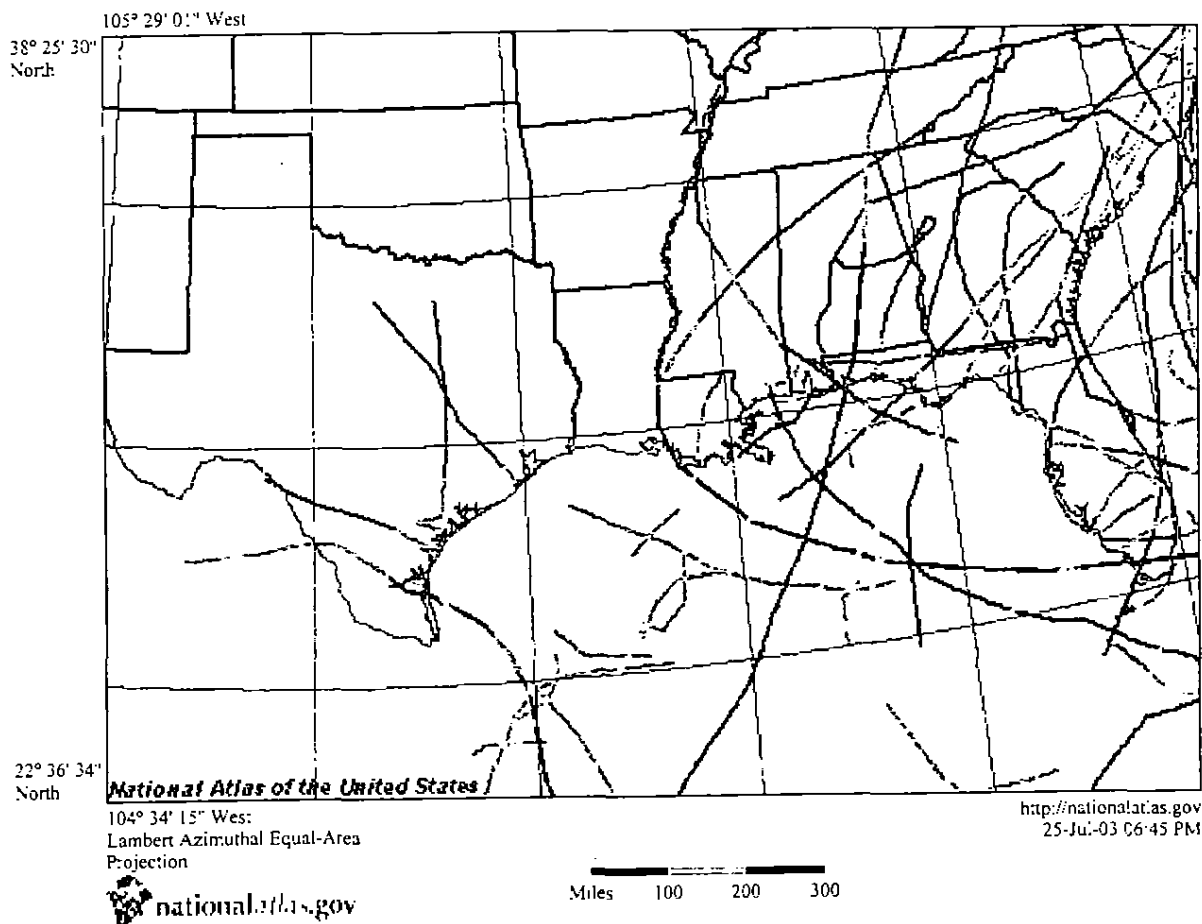 105° 29' 01" West
38° 25' 30"
North
22° 36' 34"
North
National Atlas of the United States
104° 34' 15" West
Lambert Azimuthal Equal-Area
Projection
http://nationalatlas.gov
25-Jul-03 06:45 PM
Miles 100 200 300
nationalatlas.gov